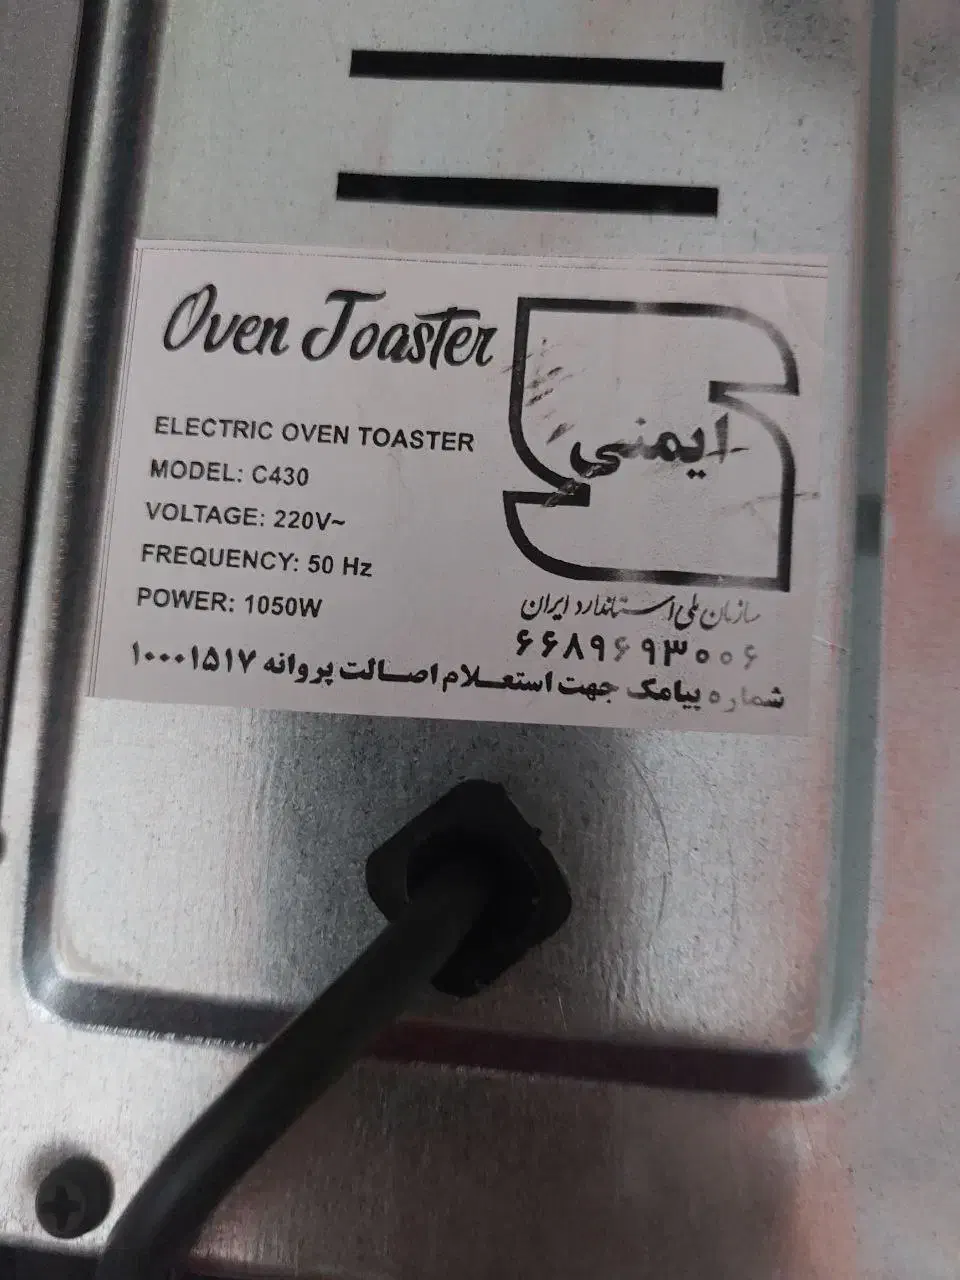 Oven Toaster
ELECTRIC OVEN TOASTER
MODEL: C430
VOLTAGE: 220V~
FREQUENCY: 50 Hz
POWER: 1050W
ایمنی
سازمان ملی استاندارد ایران
۶۶۸۹۶۹۳۰۰۶
شماره پیامک جهت استعلام اصالت پروانه ۱۰۰۰۱۵۱۷